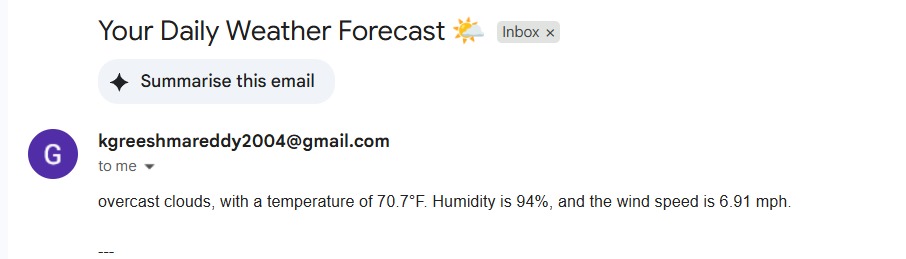 Your Daily Weather Forecast 🌤️ Inbox ×
Summarise this email
G
kgreeshmareddy2004@gmail.com
to me
overcast clouds, with a temperature of 70.7°F. Humidity is 94%, and the wind speed is 6.91 mph.
---